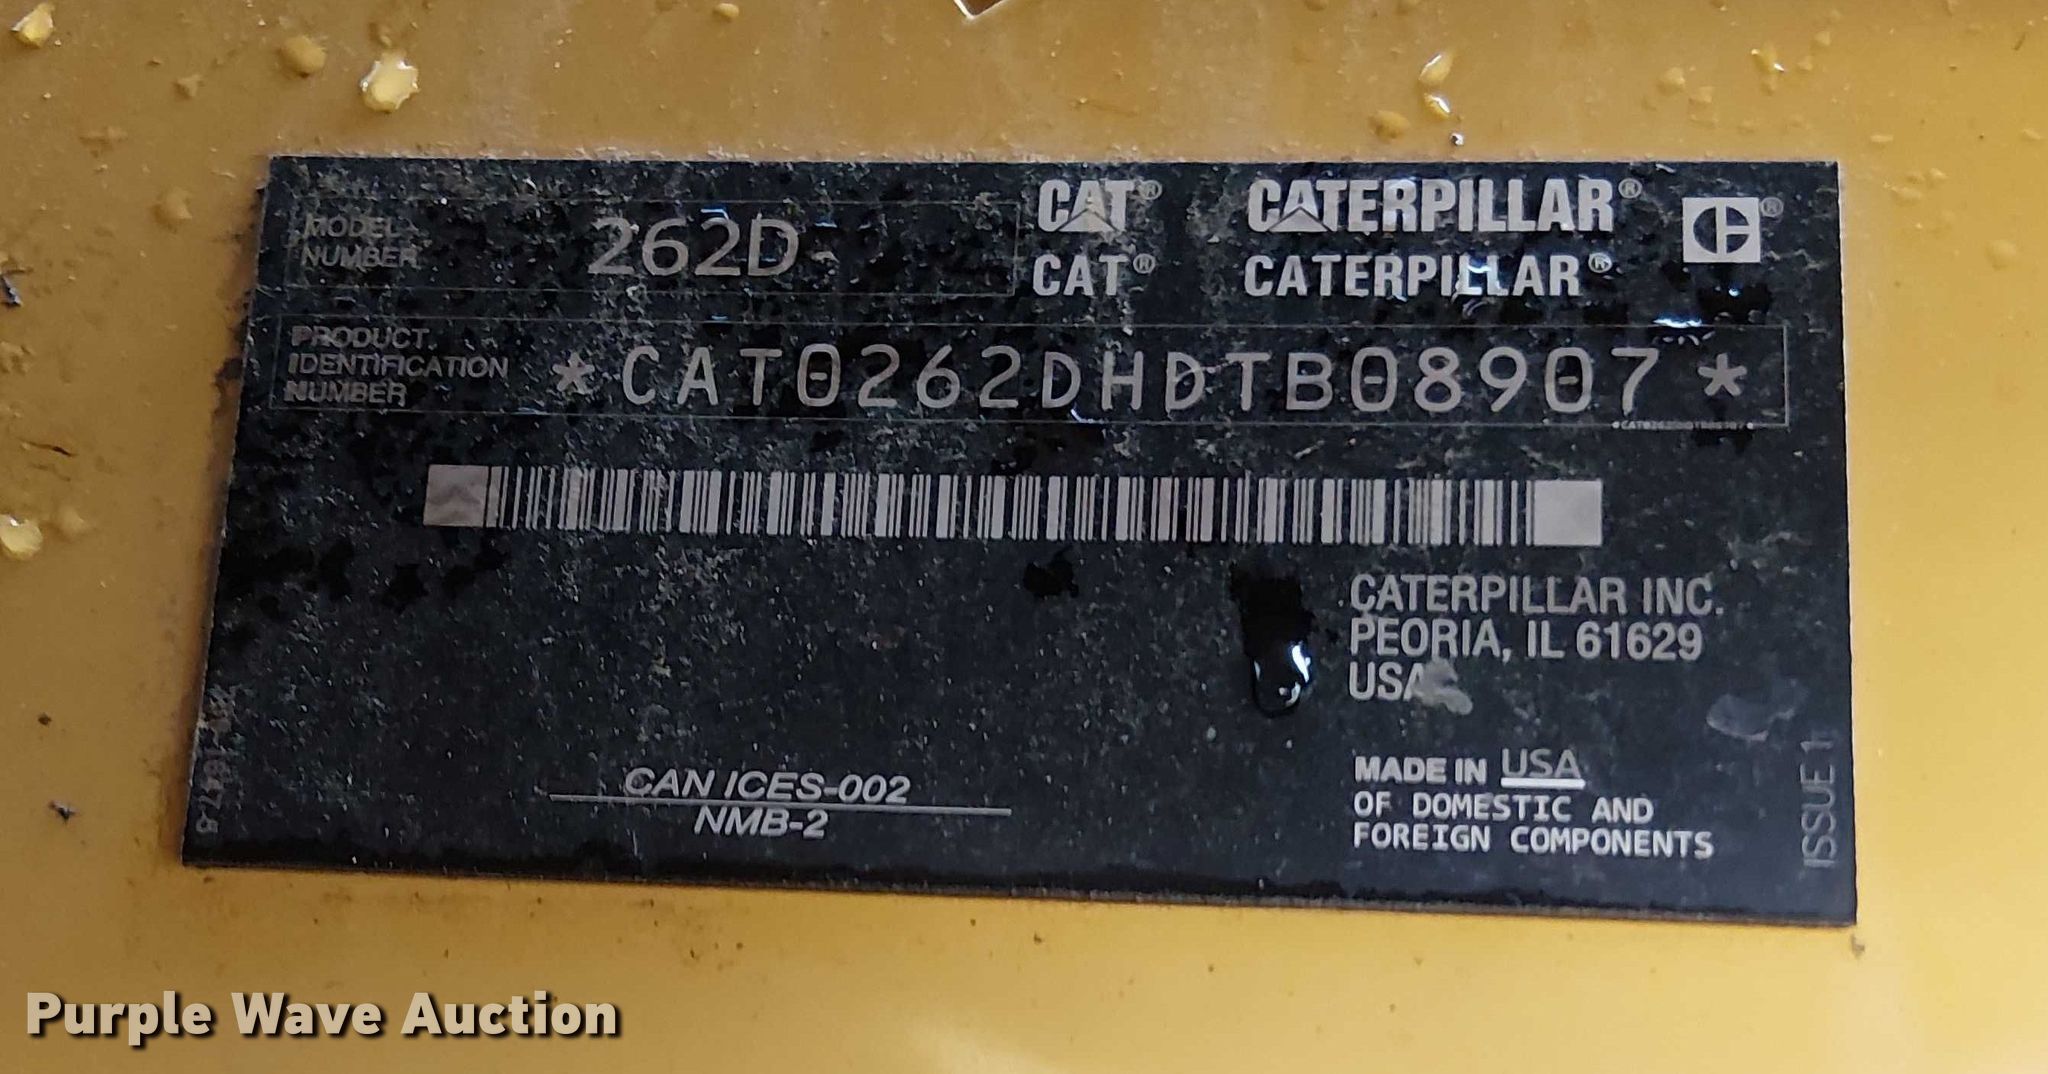 MODEL NUMBER 262D
CAT® CATERPILLAR® ®
CAT® CATERPILLAR®
PRODUCT IDENTIFICATION NUMBER *CAT0262DHDTB08907*
CATERPILLAR INC.
PEORIA, IL 61629
USA
MADE IN USA
OF DOMESTIC AND
FOREIGN COMPONENTS
CAN ICES-002
NMB-2
ISSUE 1
Purple Wave Auction